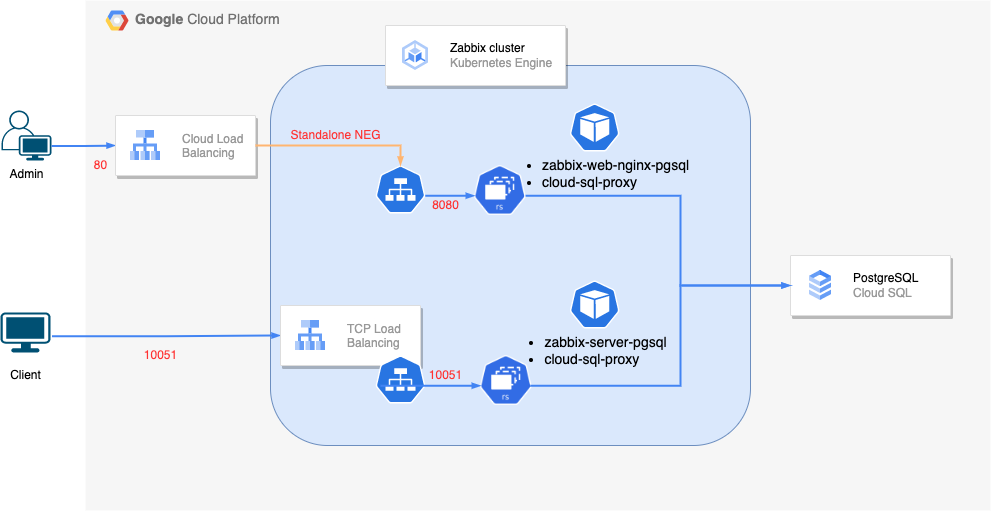 Google Cloud Platform
Zabbix cluster
Kubernetes Engine
Cloud Load
Balancing
Standalone NEG
80
Admin
8080
rs
• zabbix-web-nginx-pgsql
• cloud-sql-proxy
PostgreSQL
Cloud SQL
TCP Load
Balancing
10051
Client
10051
rs
• zabbix-server-pgsql
• cloud-sql-proxy